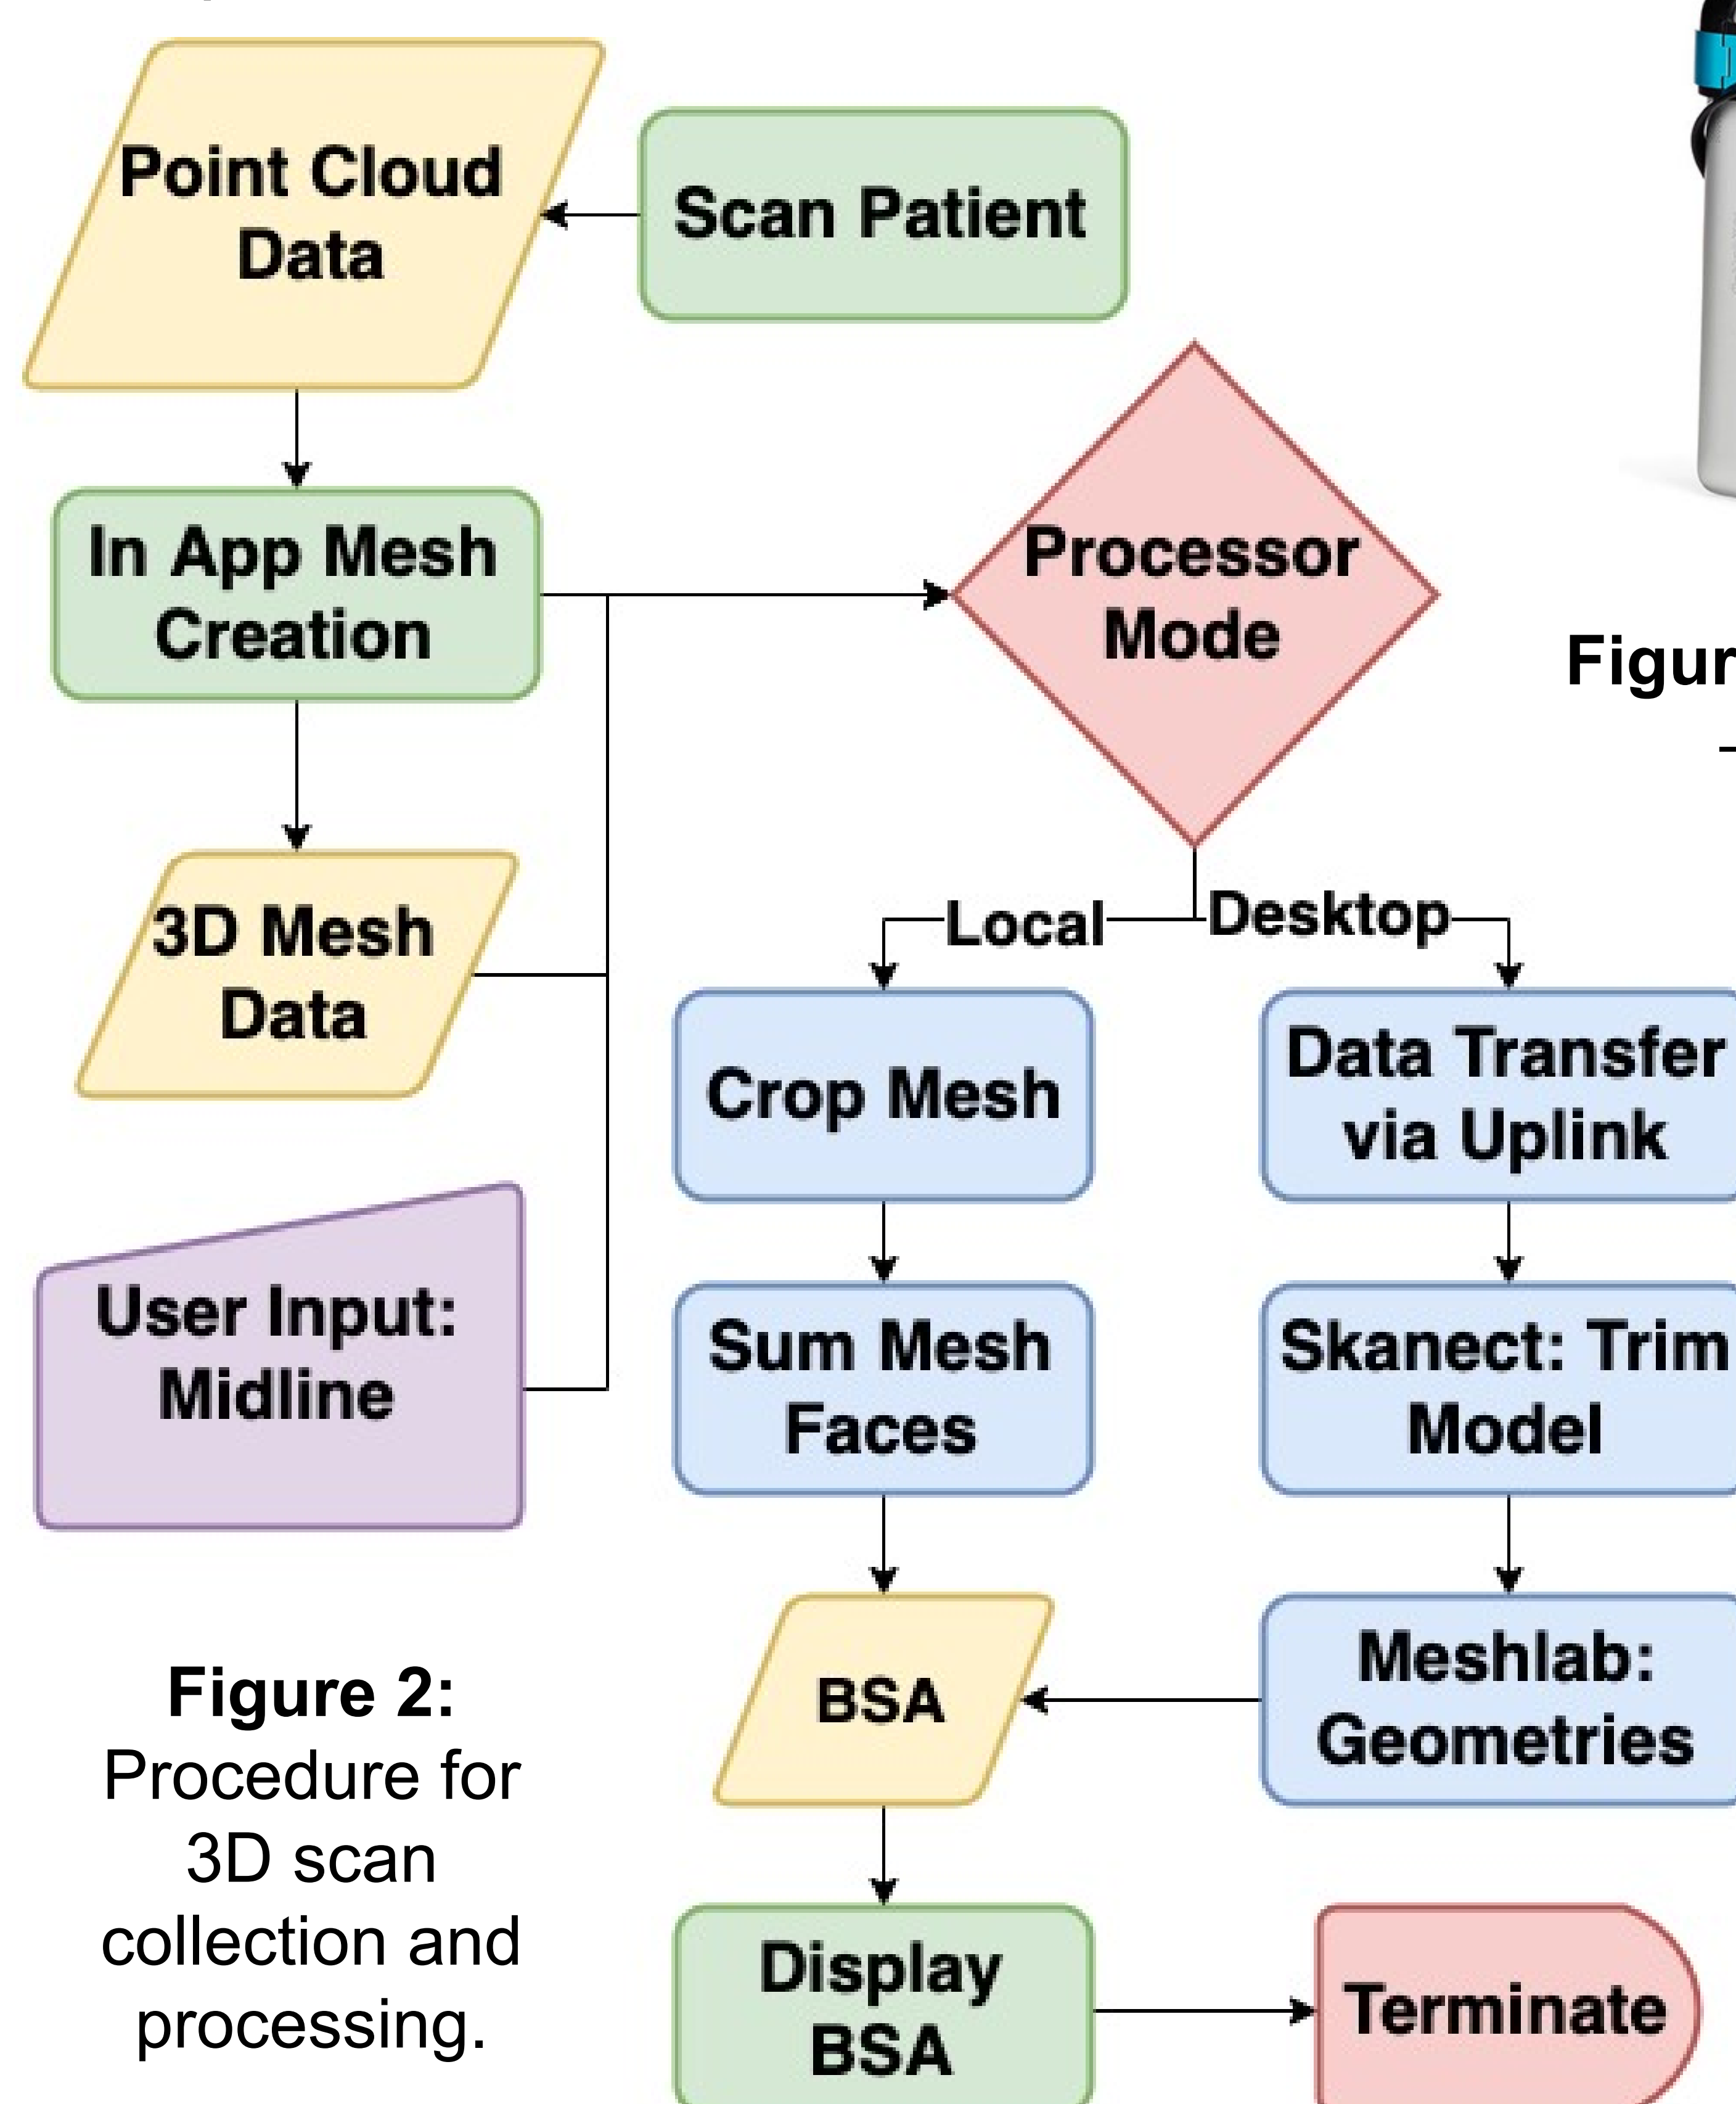 Point Cloud
Data
Scan Patient
In App Mesh
Creation
Processor
Mode
3D Mesh
Data
Local
Desktop
Crop Mesh
Data Transfer
via Uplink
User Input:
Midline
Sum Mesh
Faces
Skanect: Trim
Model
BSA
Meshlab:
Geometries
Display
BSA
Terminate
Figure 2:
Procedure for
3D scan
collection and
processing.